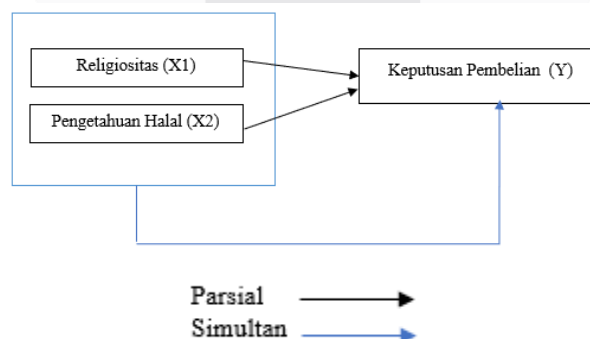 Religiositas (X1)
Keputusan Pembelian (Y)
Pengetahuan Halal (X2)
Parsial
Simultan